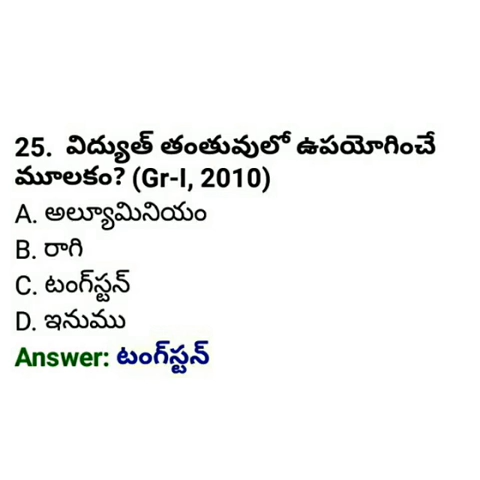 25. విద్యుత్ తంతువులో ఉపయోగించే
మూలకం? (Gr-I, 2010)
A. అల్యూమినియం
B. రాగి
C. టంగ్‌స్టన్
D. ఇనుము
Answer: టంగ్‌స్టన్